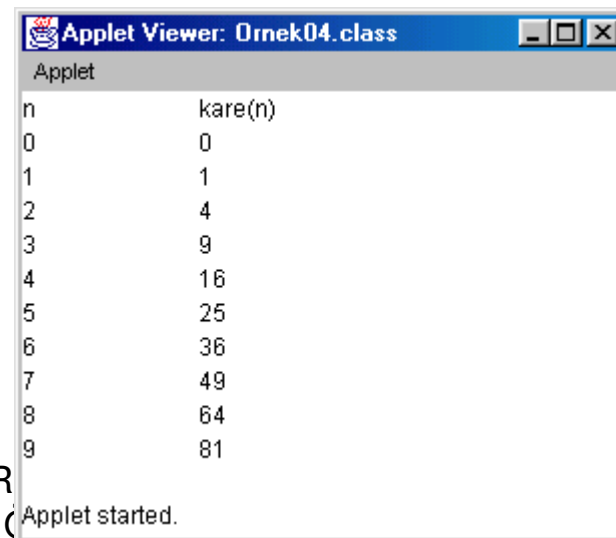 Applet Viewer: Ornek04.class
Applet
n kare(n)
0 0
1 1
2 4
3 9
4 16
5 25
6 36
7 49
8 64
9 81
R
Applet started.